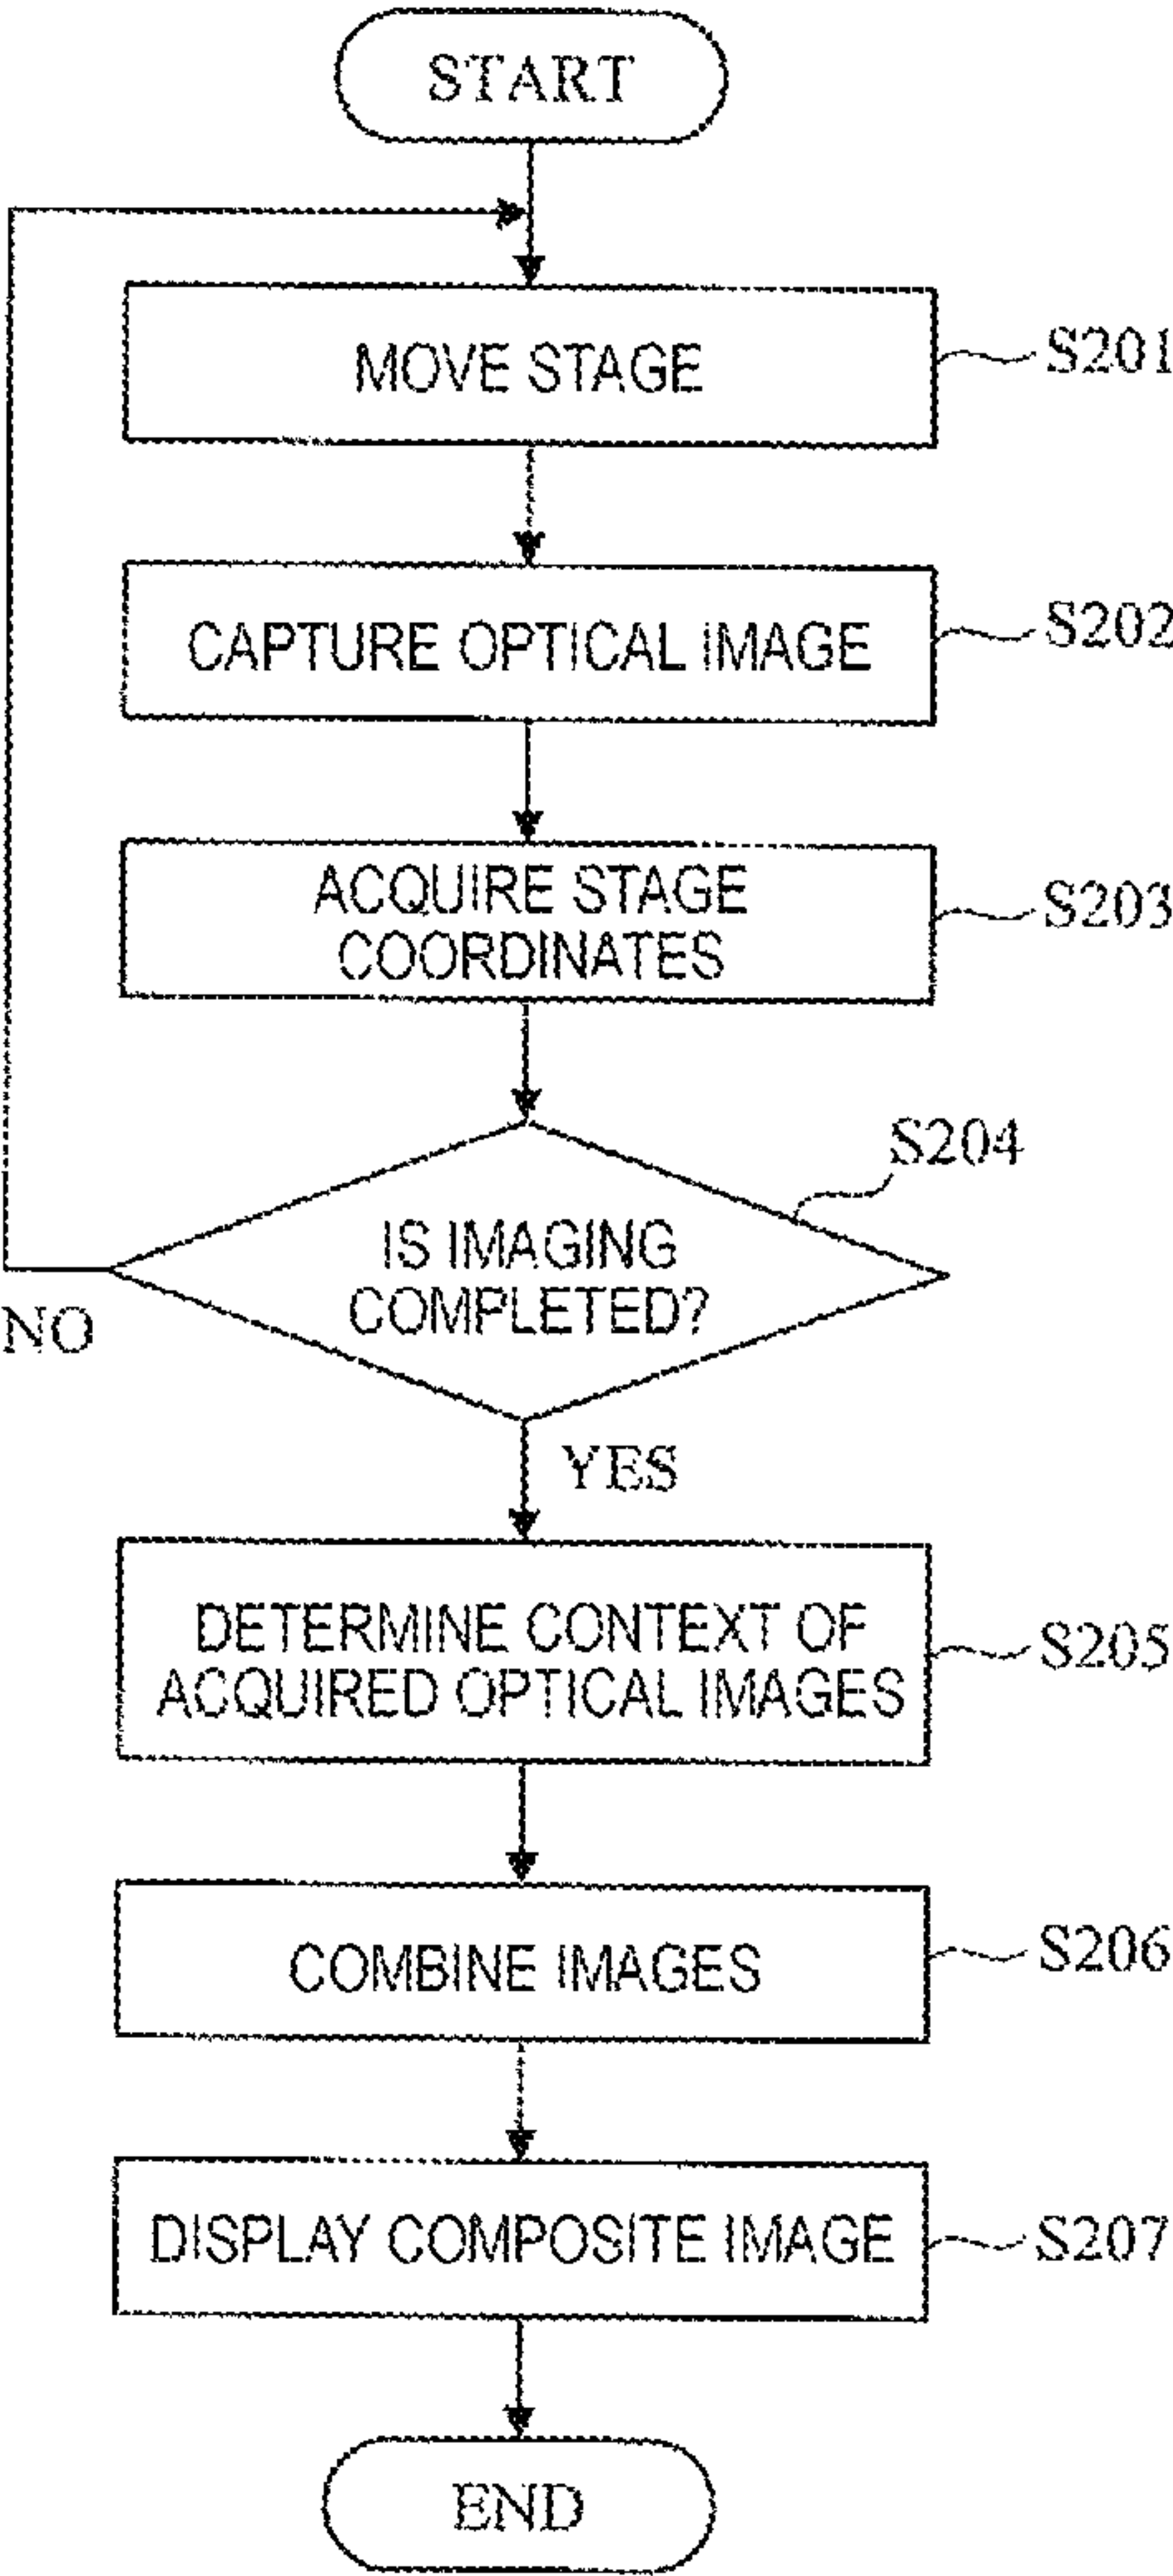 START
MOVE STAGE
S201
CAPTURE OPTICAL IMAGE
S202
ACQUIRE STAGE
COORDINATES
S203
S204
IS IMAGING
COMPLETED?
NO
YES
DETERMINE CONTEXT OF
ACQUIRED OPTICAL IMAGES
S205
COMBINE IMAGES
S206
DISPLAY COMPOSITE IMAGE
S207
END